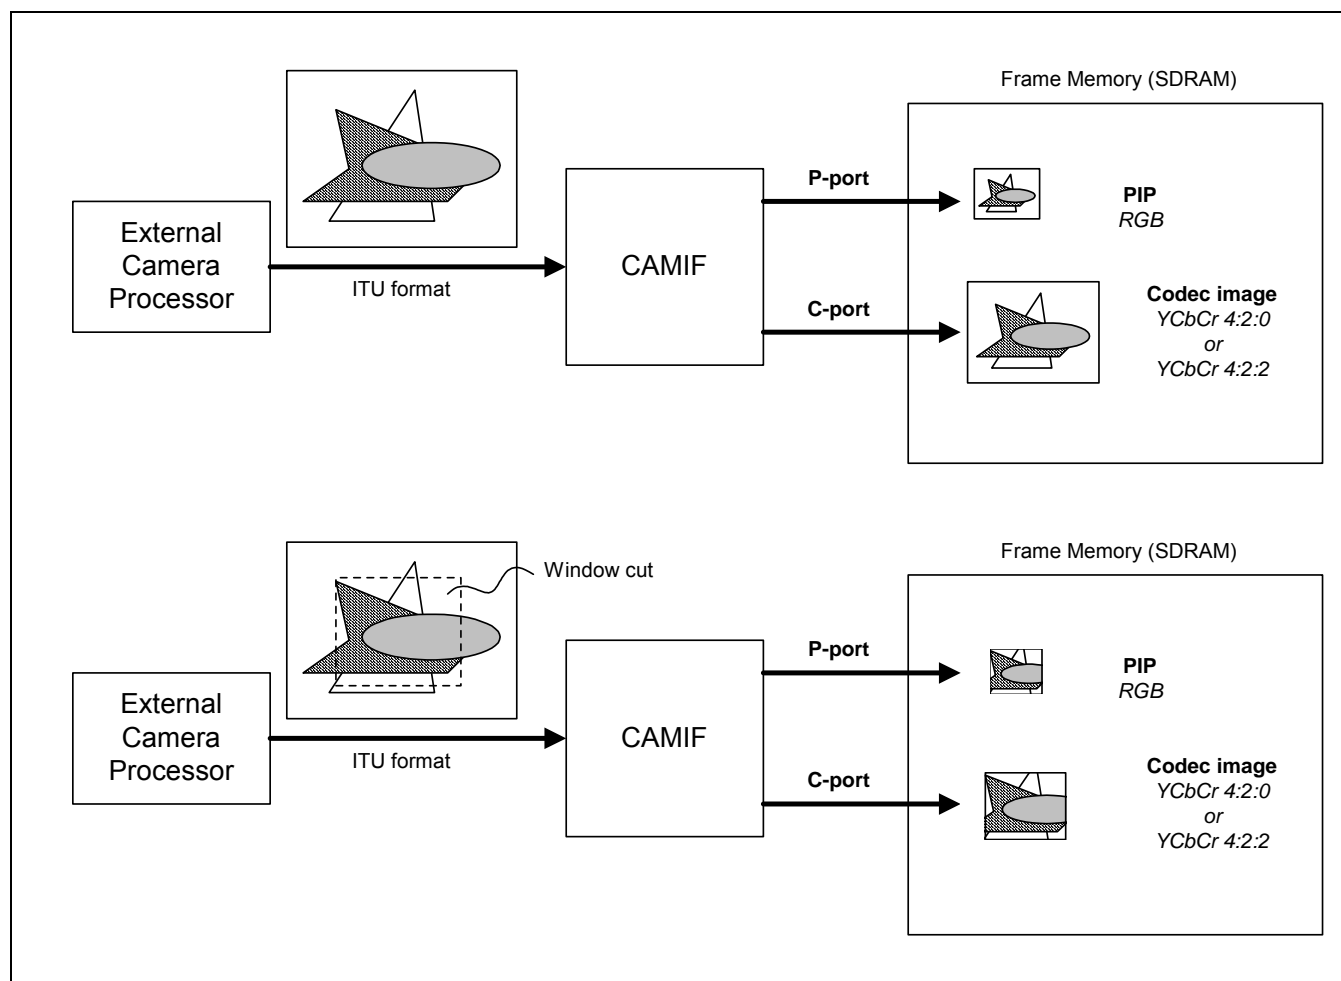 Frame Memory (SDRAM)
External
Camera
Processor
ITU format
CAMIF
P-port
C-port
PIP
RGB
Codec image
YCbCr 4:2:0
or
YCbCr 4:2:2
Frame Memory (SDRAM)
Window cut
External
Camera
Processor
ITU format
CAMIF
P-port
C-port
PIP
RGB
Codec image
YCbCr 4:2:0
or
YCbCr 4:2:2